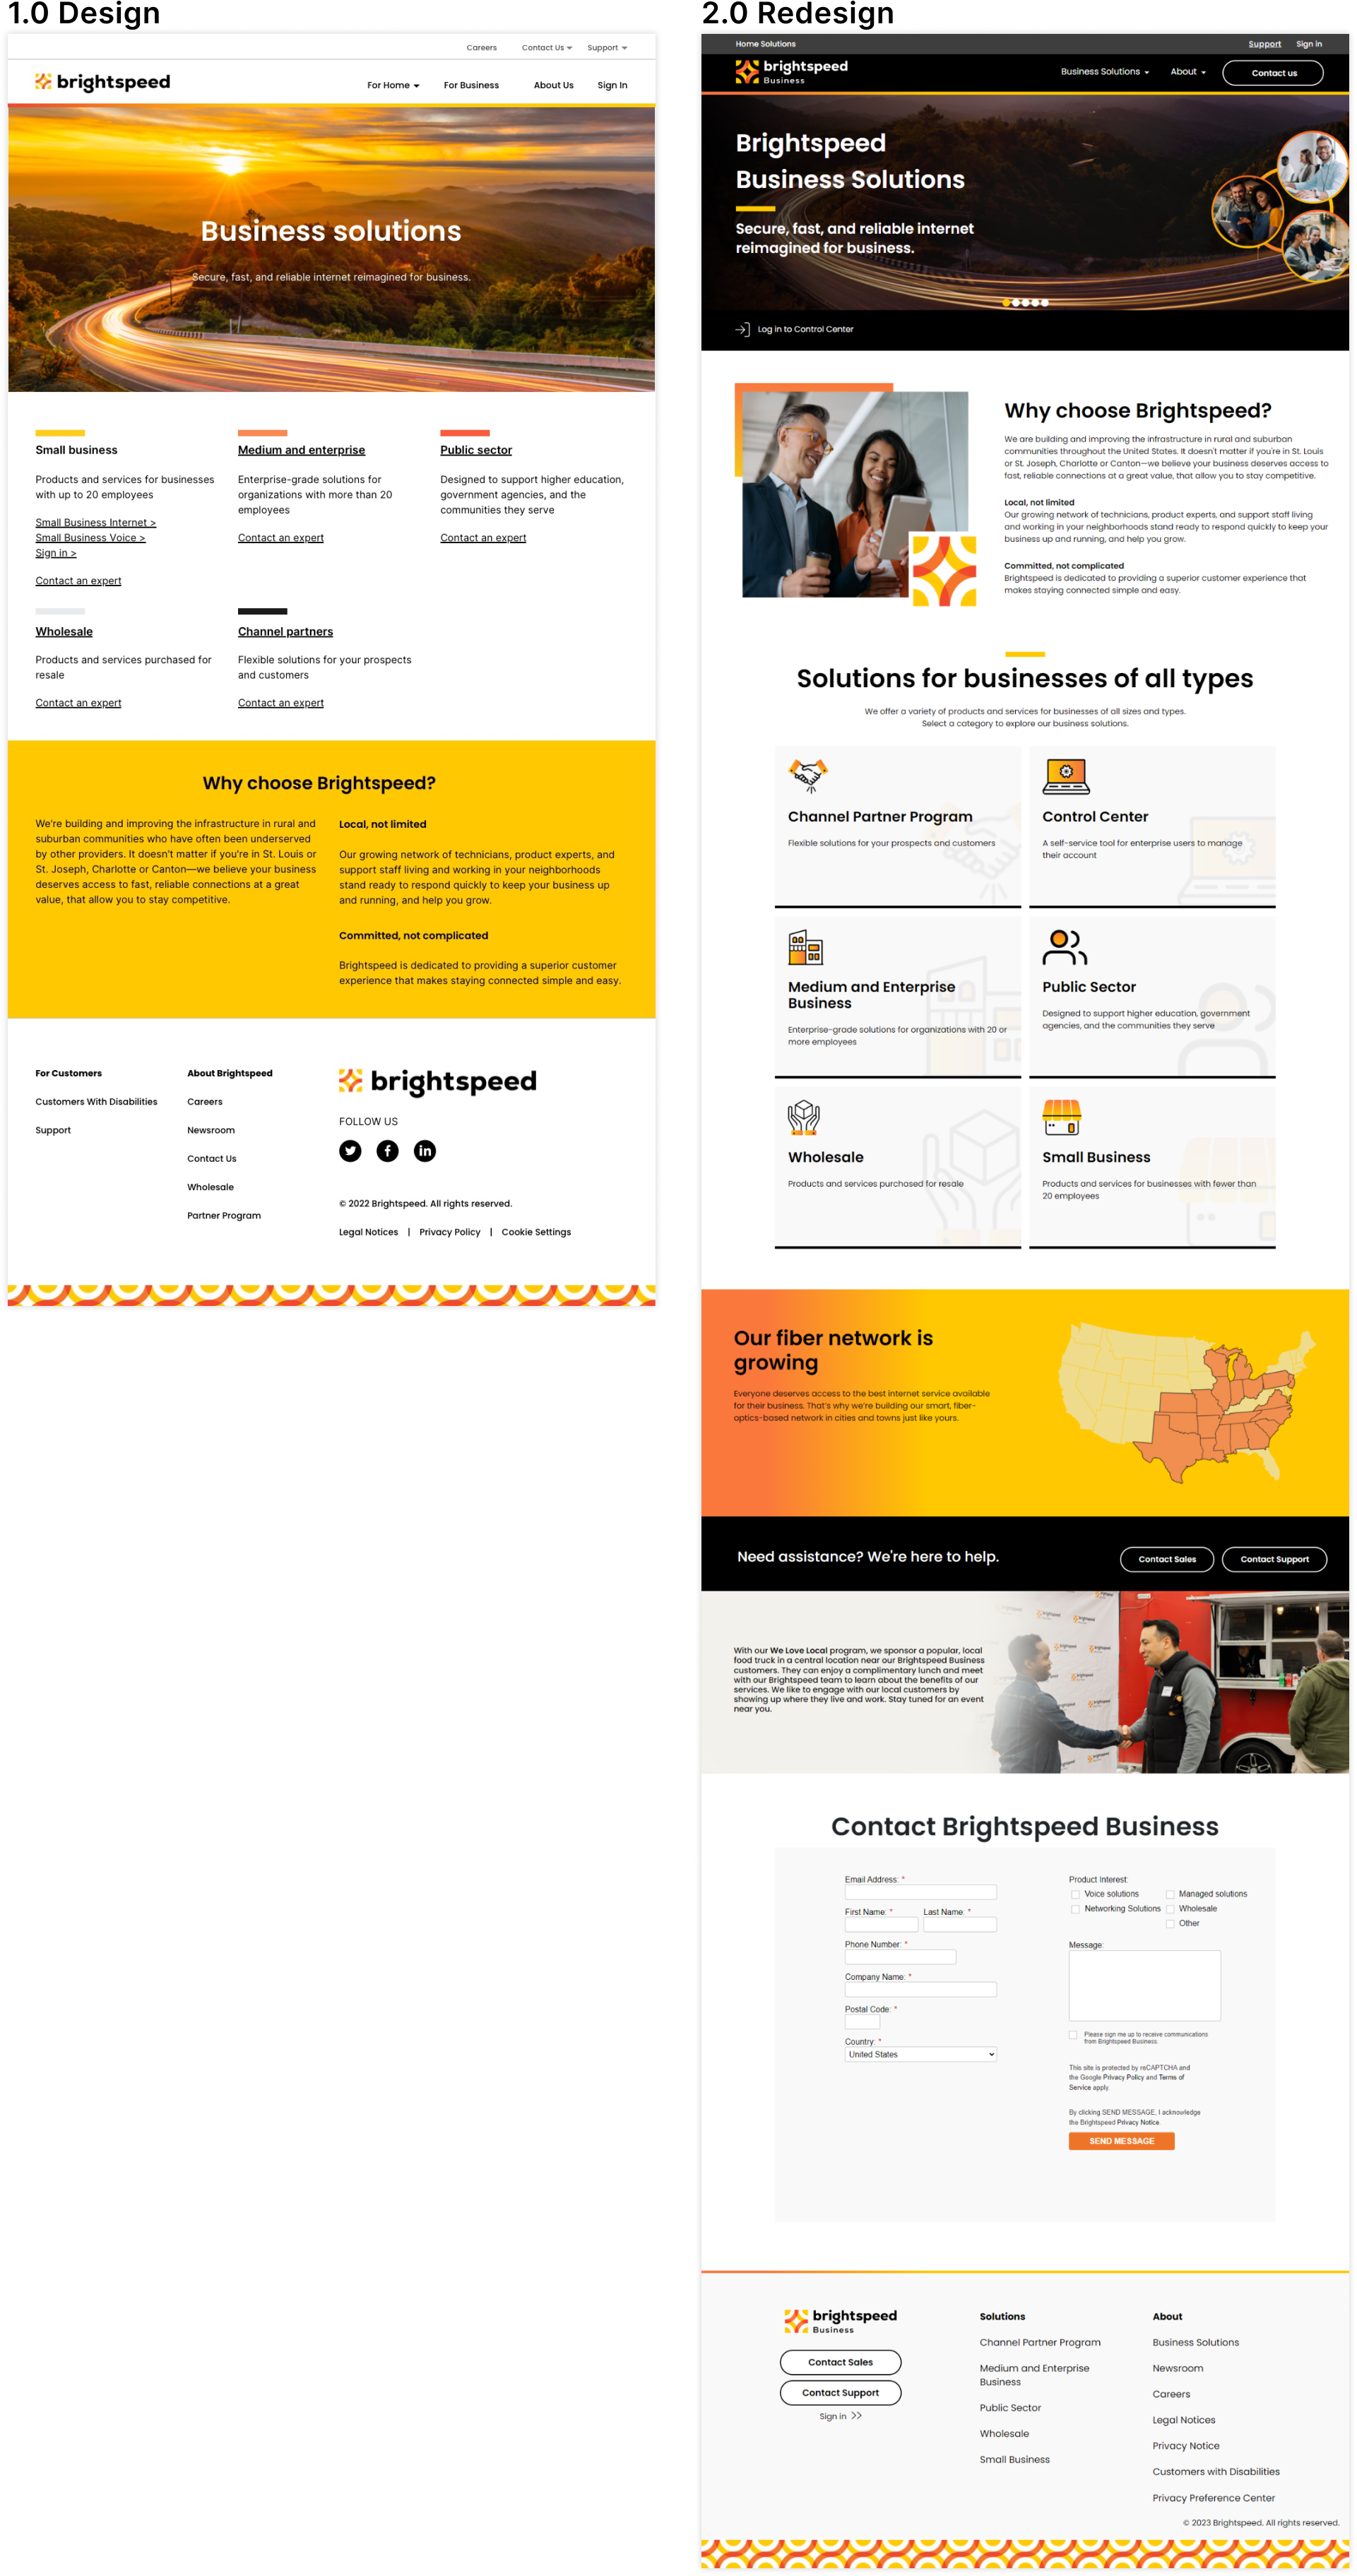 1.0 Design
Careers
Contact Us
Support
brightspeed
For Home
For Business
About Us
Sign In
Business solutions
Secure, fast, and reliable internet reimagined for business.
Small business
Products and services for businesses
with up to 20 employees
Small Business Internet >
Small Business Voice >
Sign in >
Contact an expert
Medium and enterprise
Enterprise-grade solutions for
organizations with more than 20
employees
Contact an expert
Public sector
Designed to support higher education,
government agencies, and the
communities they serve
Contact an expert
Wholesale
Products and services purchased for
resale
Contact an expert
Channel partners
Flexible solutions for your prospects
and customers
Contact an expert
Why choose Brightspeed?
We're building and improving the infrastructure in rural and
suburban communities who have often been underserved
by other providers. It doesn't matter if you're in St. Louis or
St. Joseph, Charlotte or Canton—we believe your business
deserves access to fast, reliable connections at a great
value, that allow you to stay competitive.
Local, not limited
Our growing network of technicians, product experts, and
support staff living and working in your neighborhoods
stand ready to respond quickly to keep your business up
and running, and help you grow.
Committed, not complicated
Brightspeed is dedicated to providing a superior customer
experience that makes staying connected simple and easy.
For Customers
Customers With Disabilities
Support
About Brightspeed
Careers
Newsroom
Contact Us
Wholesale
Partner Program
brightspeed
FOLLOW US
© 2022 Brightspeed. All rights reserved.
Legal Notices | Privacy Policy | Cookie Settings
2.0 Redesign
Home Solutions
Support
Sign in
brightspeed
Business
Business Solutions
About
Contact us
Brightspeed
Business Solutions
Secure, fast, and reliable internet
reimagined for business.
Log in to Control Center
Why choose Brightspeed?
We are building and improving the infrastructure in rural and suburban
communities throughout the United States. It doesn't matter if you're in St. Louis
or St. Joseph, Charlotte or Canton—we believe your business deserves access to
fast, reliable connections at a great value, that allow you to stay competitive.
Local, not limited
Our growing network of technicians, product experts, and support staff living
and working in your neighborhoods stand ready to respond quickly to keep your
business up and running, and help you grow.
Committed, not complicated
Brightspeed is dedicated to providing a superior customer experience that
makes staying connected simple and easy.
Solutions for businesses of all types
We offer a variety of products and services for businesses of all sizes and types.
Select a category to explore our business solutions.
Channel Partner Program
Flexible solutions for your prospects and customers
Control Center
A self-service tool for enterprise users to manage
their account
Medium and Enterprise
Business
Enterprise-grade solutions for organizations with 20 or
more employees
Public Sector
Designed to support higher education, government
agencies, and the communities they serve
Wholesale
Products and services purchased for resale
Small Business
Products and services for businesses with fewer than
20 employees
Our fiber network is
growing
Everyone deserves access to the best internet service available
for their business. That's why we're building our smart, fiber-
optics-based network in cities and towns just like yours.
Need assistance? We're here to help.
Contact Sales
Contact Support
With our We Love Local program, we sponsor a popular, local
food truck in a central location near our Brightspeed Business
customers. They can enjoy a complimentary lunch and meet
with our Brightspeed team to learn about the benefits of our
services. We like to engage with our local customers by
showing up where they live and work. Stay tuned for an event
near you.
Contact Brightspeed Business
Email Address: *
First Name: *
Last Name: *
Phone Number: *
Company Name: *
Postal Code: *
Country: *
United States
Product Interest:
Voice solutions
Managed solutions
Networking Solutions
Wholesale
Other
Message:
Please sign me up to receive communications
from Brightspeed Business.
This site is protected by reCAPTCHA and
the Google Privacy Policy and Terms of
Service apply.
By clicking SEND MESSAGE, I acknowledge
the Brightspeed Privacy Notice
SEND MESSAGE
brightspeed
Business
Contact Sales
Contact Support
Sign in >>
Solutions
Channel Partner Program
Medium and Enterprise
Business
Public Sector
Wholesale
Small Business
About
Business Solutions
Newsroom
Careers
Legal Notices
Privacy Notice
Customers with Disabilities
Privacy Preference Center
© 2023 Brightspeed. All rights reserved.